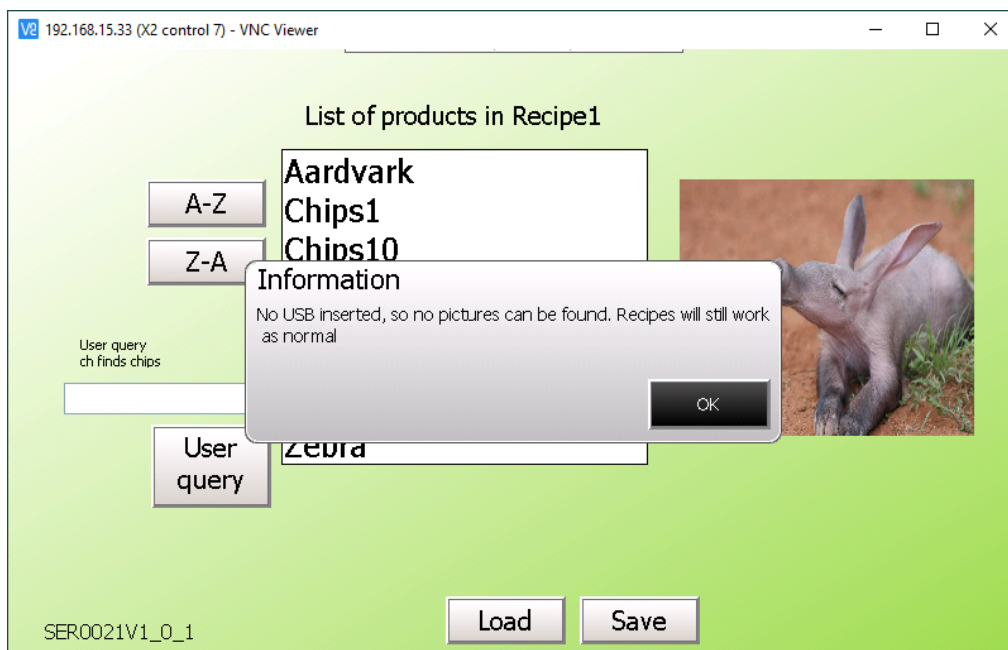 192.168.15.33 (X2 control 7) - VNC Viewer
List of products in Recipe1
A-Z
Z-A
Aardvark
Chips1
Chips10
Information
No USB inserted, so no pictures can be found. Recipes will still work
as normal
OK
User query
ch finds chips
Zebra
User
query
Load
Save
SER0021V1_0_1